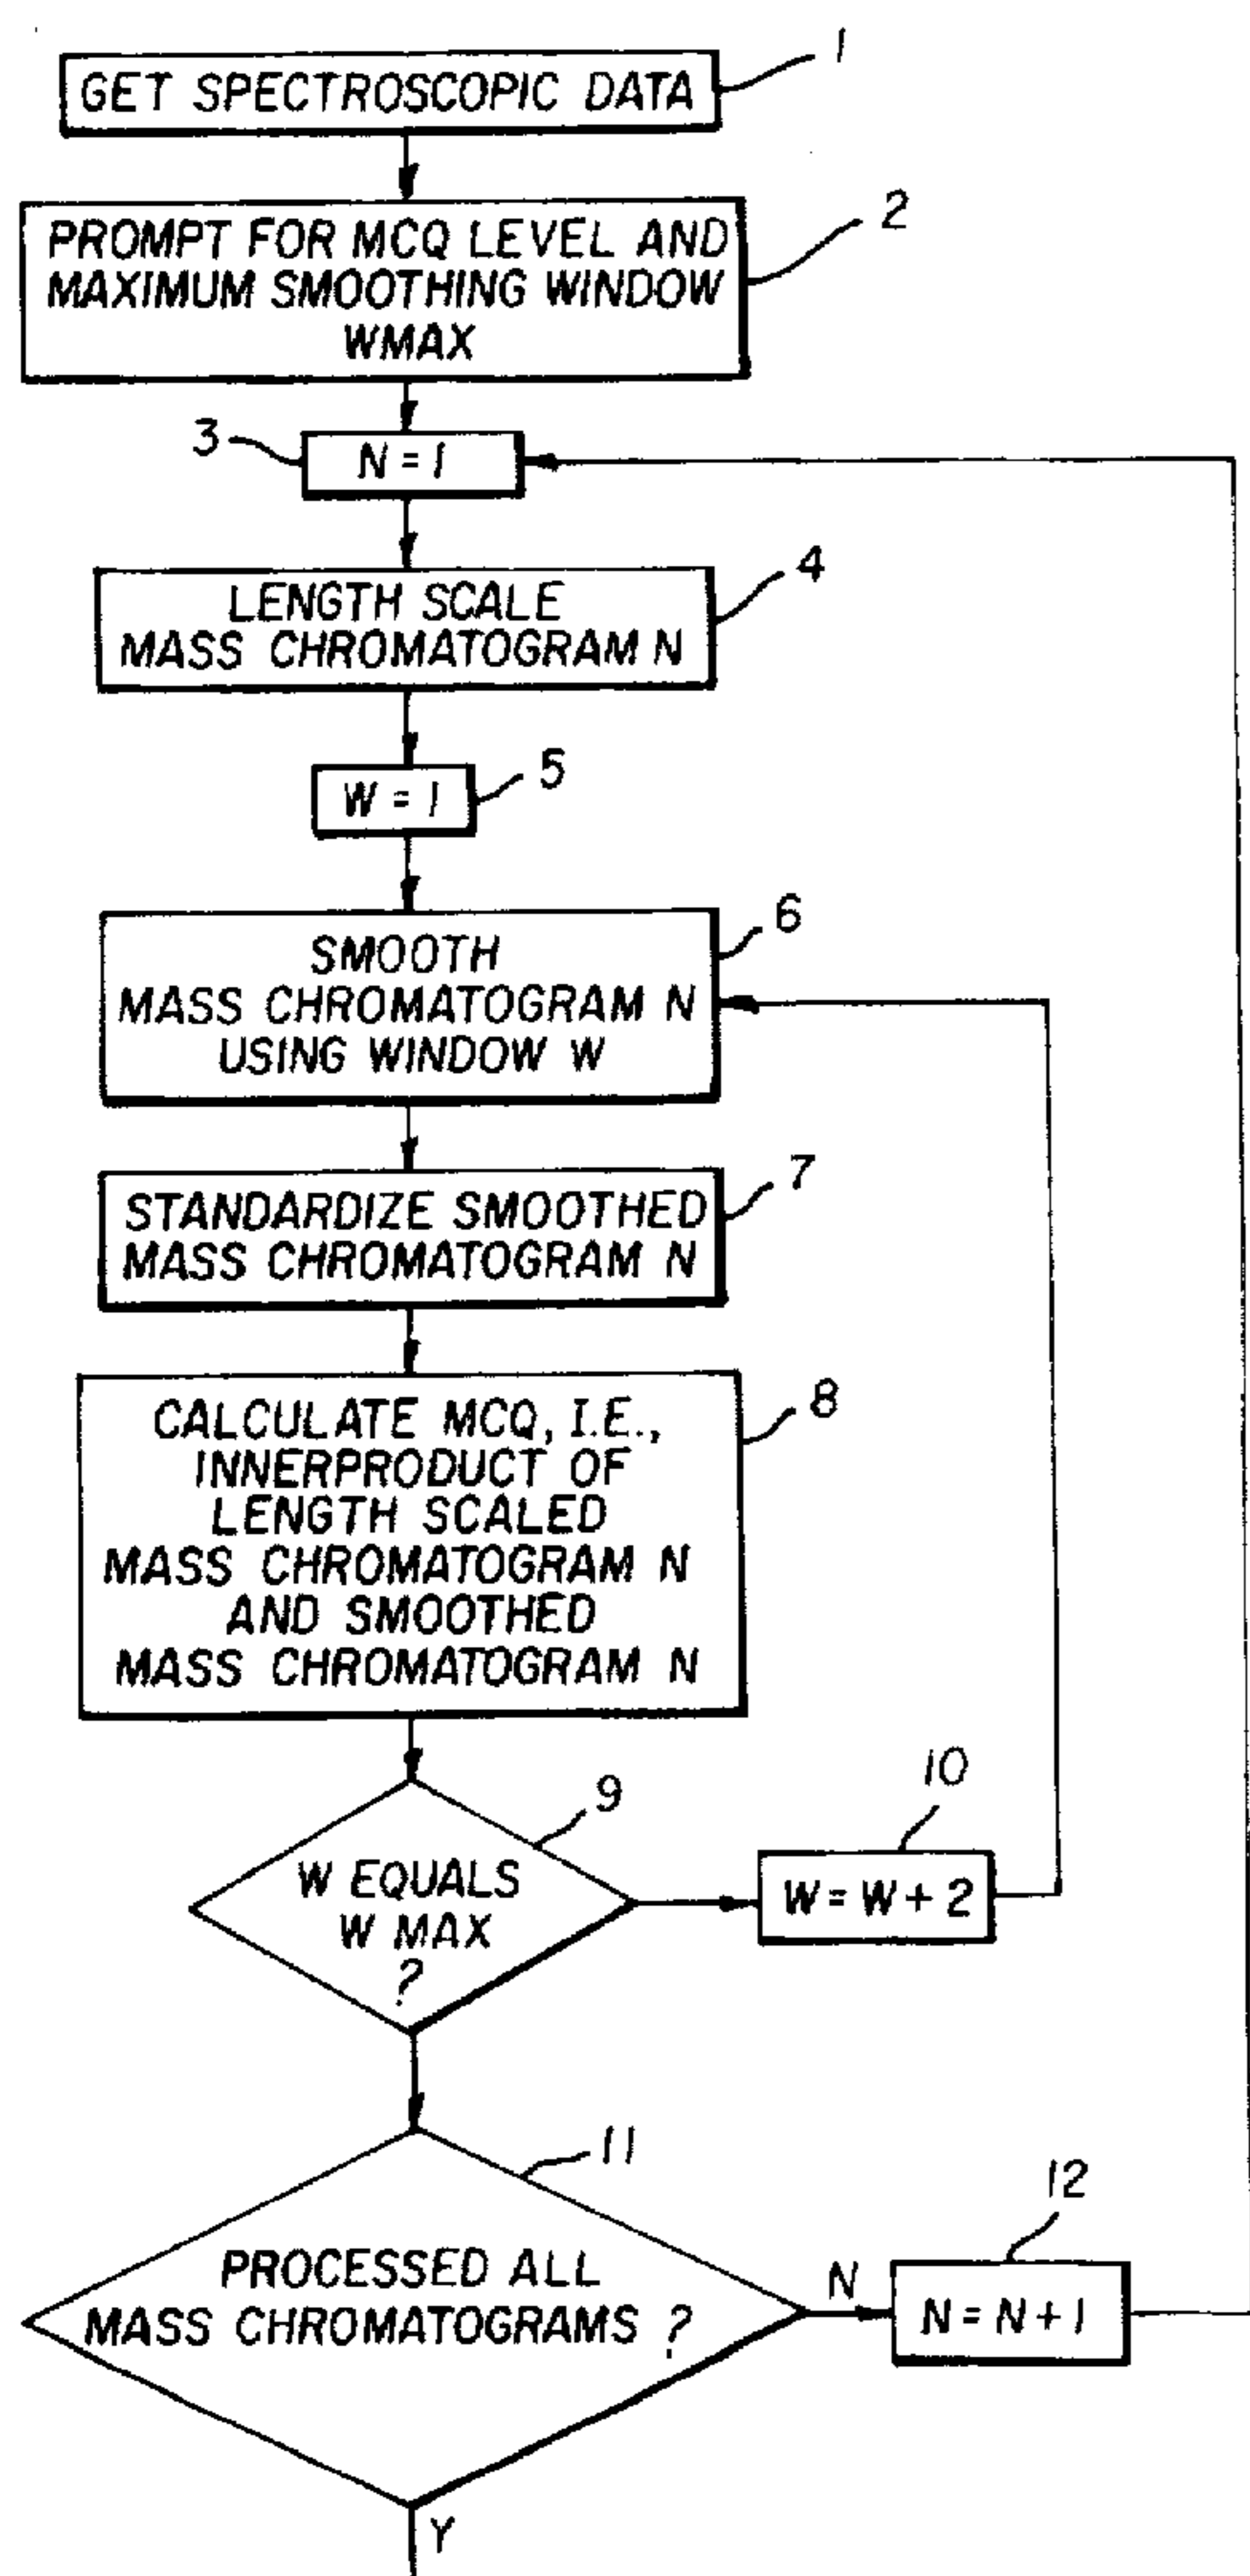 GET SPECTROSCOPIC DATA
1
PROMPT FOR MCQ LEVEL AND
MAXIMUM SMOOTHING WINDOW
WMAX
2
3
N = 1
LENGTH SCALE
MASS CHROMATOGRAM N
4
W = 1
5
SMOOTH
MASS CHROMATOGRAM N
USING WINDOW W
6
STANDARDIZE SMOOTHED
MASS CHROMATOGRAM N
7
CALCULATE MCQ, I.E.,
INNERPRODUCT OF
LENGTH SCALED
MASS CHROMATOGRAM N
AND SMOOTHED
MASS CHROMATOGRAM N
8
W EQUALS
W MAX
?
9
10
W = W + 2
11
PROCESSED ALL
MASS CHROMATOGRAMS ?
N
12
N = N + 1
Y